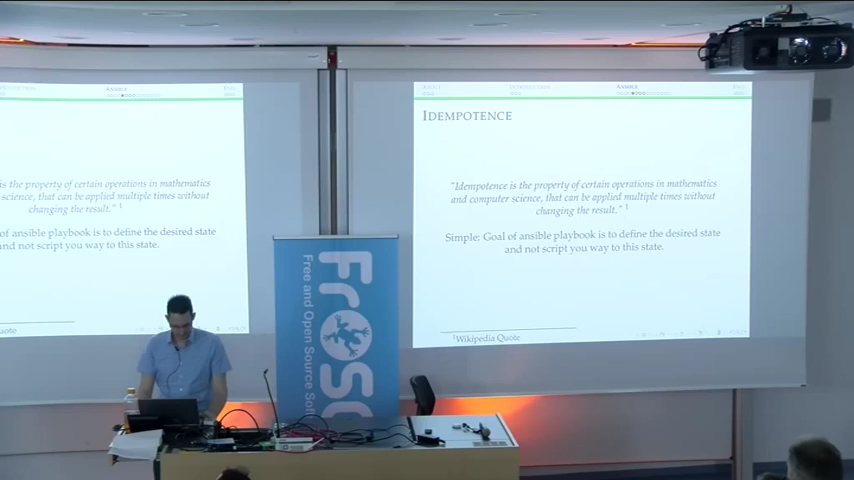 ANSIBLE
IDEMPOTENCE
"Idempotence is the property of certain operations in mathematics
and computer science, that can be applied multiple times without
changing the result." 1
Simple: Goal of ansible playbook is to define the desired state
and not script you way to this state.
1Wikipedia Quote
ANSIBLE
is the property of certain operations in mathematics
science, that can be applied multiple times without
changing the result." 1
of ansible playbook is to define the desired state
and not script you way to this state.
Quote
FrOSC
Free and Open Source Soft